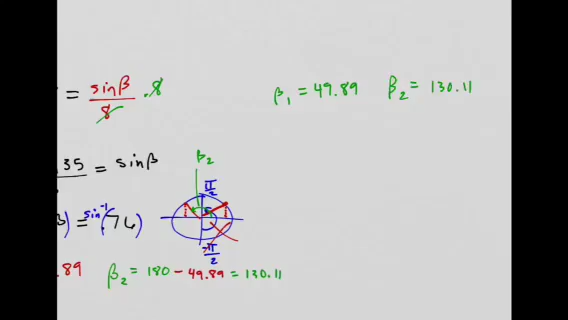 = sinβ/8 · 8
β₁ = 49.89 β₂ = 130.11
.35 = sinβ
β₂
π/2
) = sin⁻¹(.76)
-π/2
.89 β₂ = 180 - 49.89 = 130.11